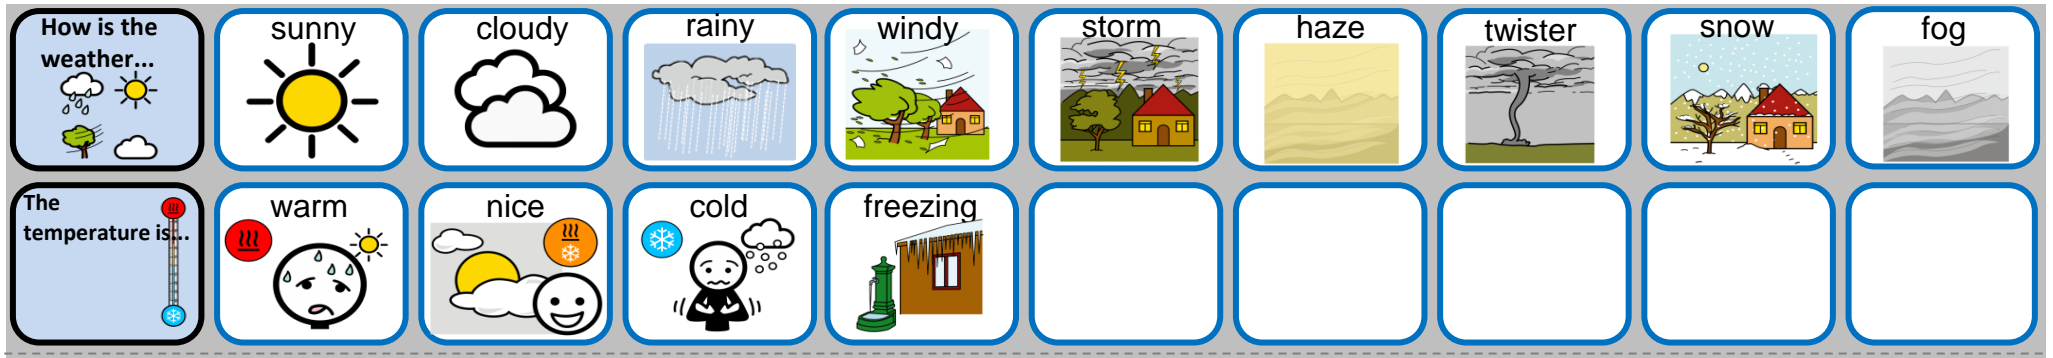 How is the
weather...
sunny
cloudy
rainy
windy
storm
haze
twister
snow
fog
The
temperature is...
warm
nice
cold
freezing